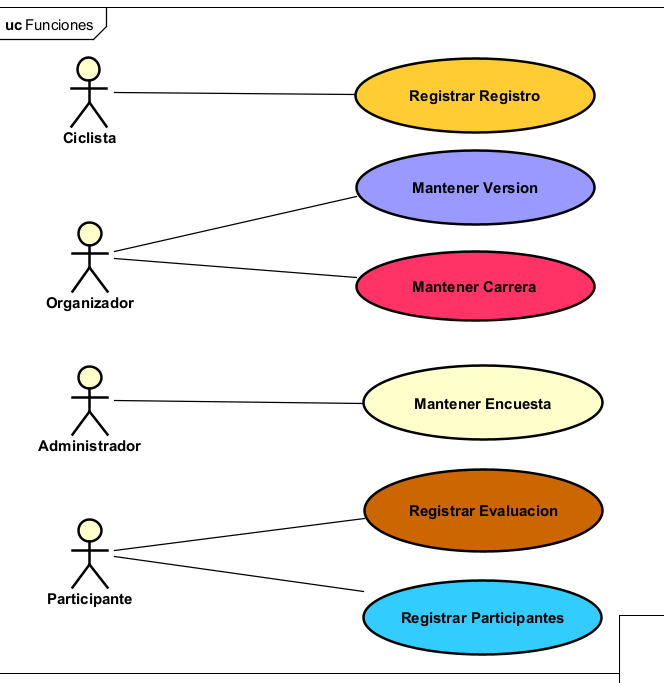 uc Funciones
Ciclista
Registrar Registro
Mantener Version
Organizador
Mantener Carrera
Administrador
Mantener Encuesta
Registrar Evaluacion
Participante
Registrar Participantes